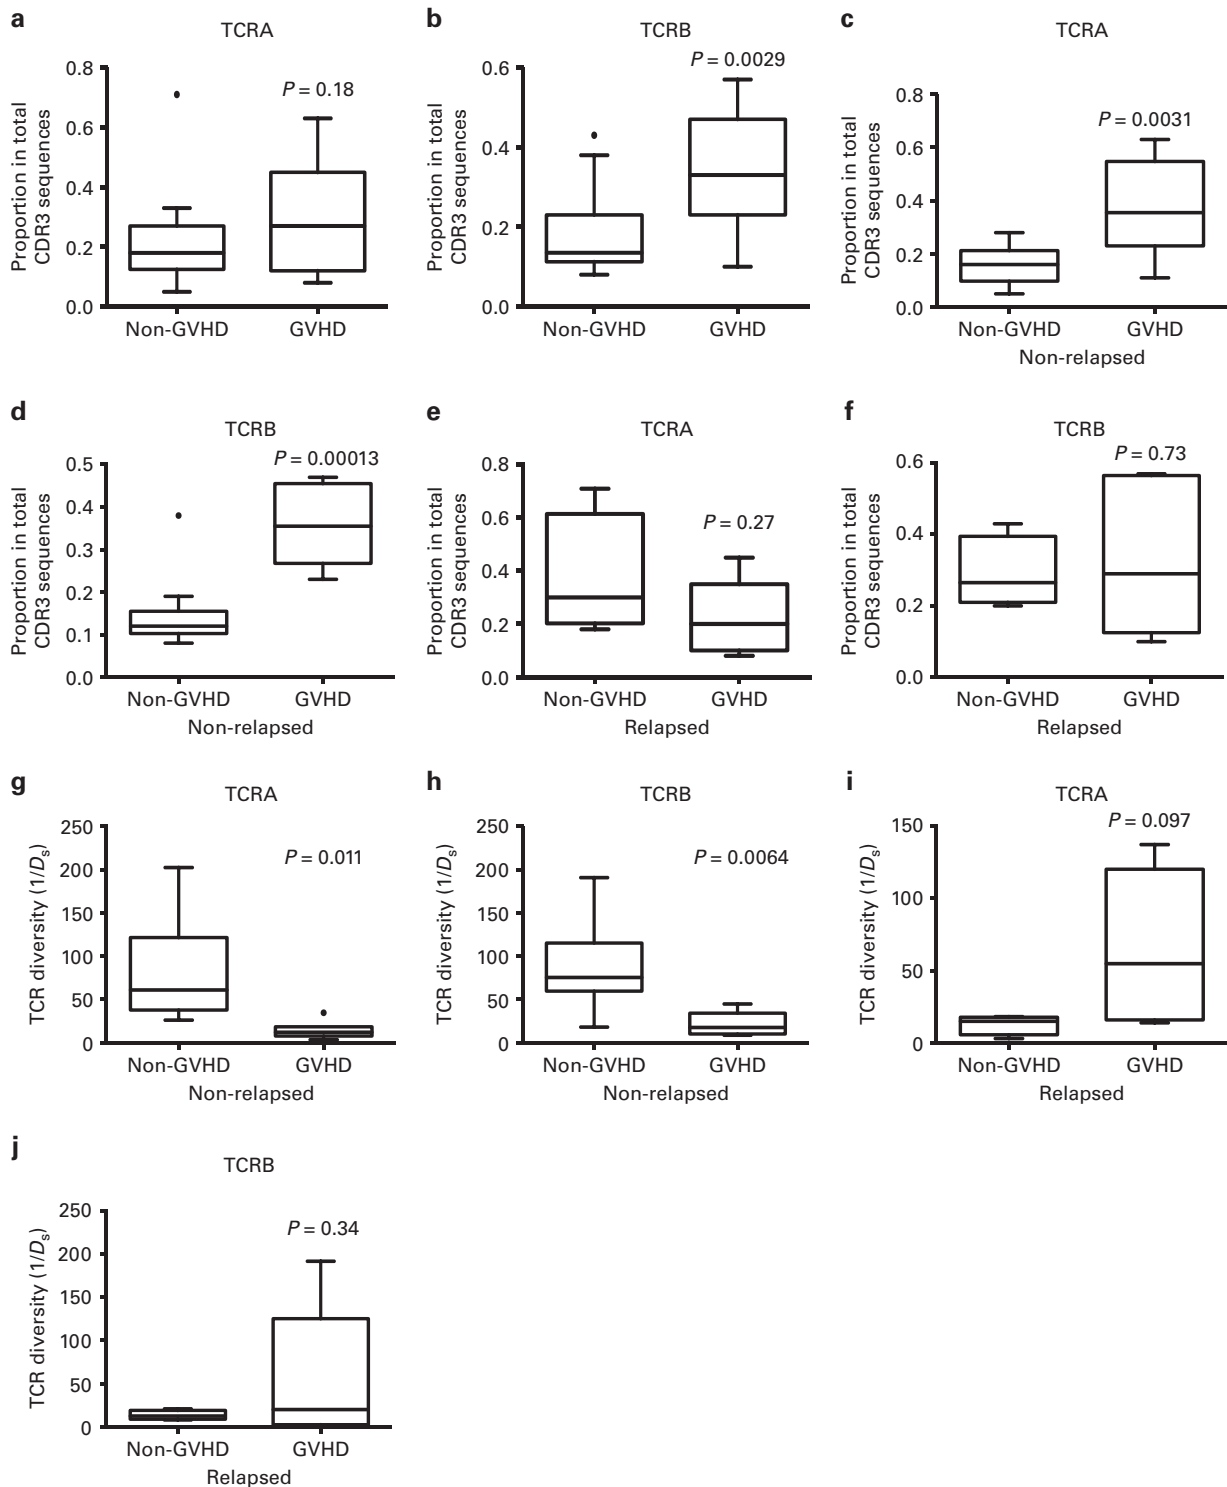 a
TCRA
Proportion in total
CDR3 sequences
0.8
0.6
0.4
0.2
0.0
P = 0.18
Non-GVHD GVHD
b
TCRB
Proportion in total
CDR3 sequences
0.6
0.4
0.2
0.0
P = 0.0029
Non-GVHD GVHD
c
TCRA
Proportion in total
CDR3 sequences
0.8
0.6
0.4
0.2
0.0
P = 0.0031
Non-GVHD GVHD
Non-relapsed
d
TCRB
Proportion in total
CDR3 sequences
0.5
0.4
0.3
0.2
0.1
0.0
P = 0.00013
Non-GVHD GVHD
Non-relapsed
e
TCRA
Proportion in total
CDR3 sequences
0.8
0.6
0.4
0.2
0.0
P = 0.27
Non-GVHD GVHD
Relapsed
f
TCRB
Proportion in total
CDR3 sequences
0.6
0.4
0.2
0.0
P = 0.73
Non-GVHD GVHD
Relapsed
g
TCRA
TCR diversity (1/Ds)
250
200
150
100
50
0
P = 0.011
Non-GVHD GVHD
Non-relapsed
h
TCRB
TCR diversity (1/Ds)
250
200
150
100
50
0
P = 0.0064
Non-GVHD GVHD
Non-relapsed
i
TCRA
TCR diversity (1/Ds)
150
100
50
0
P = 0.097
Non-GVHD GVHD
Relapsed
j
TCRB
TCR diversity (1/Ds)
250
200
150
100
50
0
P = 0.34
Non-GVHD GVHD
Relapsed